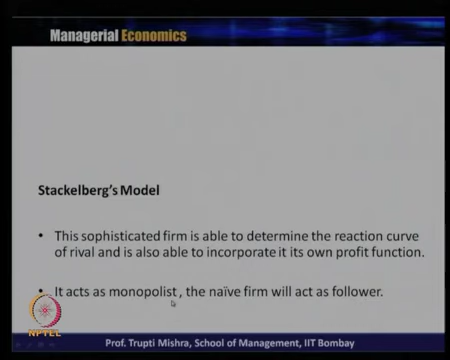 Managerial Economics
Stackelberg's Model
• This sophisticated firm is able to determine the reaction curve
of rival and is also able to incorporate it its own profit function.
• It acts as monopolist , the naïve firm will act as follower.
NPTEL
Prof. Trupti Mishra, School of Management, IIT Bombay